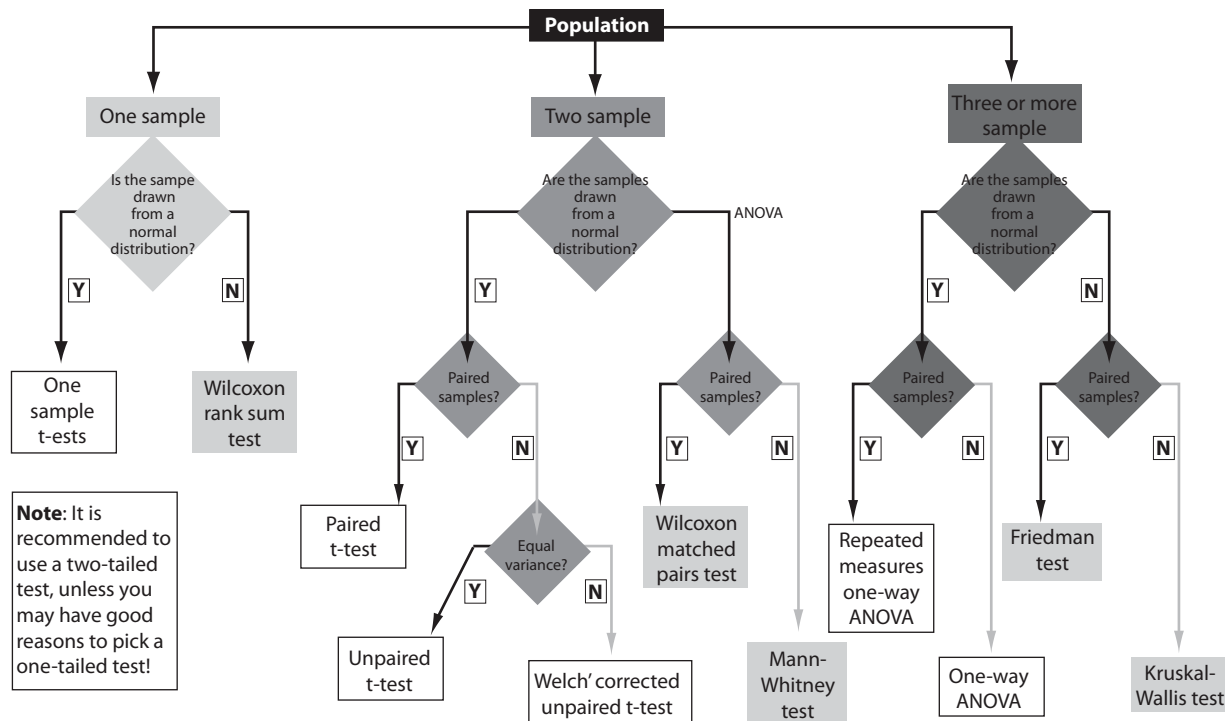 Population
One sample
Is the sampe
drawn
from a
normal
distribution?
Y
N
One
sample
t-ests
Wilcoxon
rank sum
test
Note: It is
recommended to
use a two-tailed
test, unless you
may have good
reasons to pick a
one-tailed test!
Two sample
Are the samples
drawn
from a
normal
distribution?
ANOVA
Y
Paired
samples?
Y
N
Paired
t-test
Equal
variance?
Y
N
Unpaired
t-test
Welch' corrected
unpaired t-test
Paired
samples?
Y
N
Wilcoxon
matched
pairs test
Mann-
Whitney
test
Three or more
sample
Are the samples
drawn
from a
normal
distribution?
Y
N
Paired
samples?
Y
N
Repeated
measures
one-way
ANOVA
One-way
ANOVA
Paired
samples?
Y
N
Friedman
test
Kruskal-
Wallis test